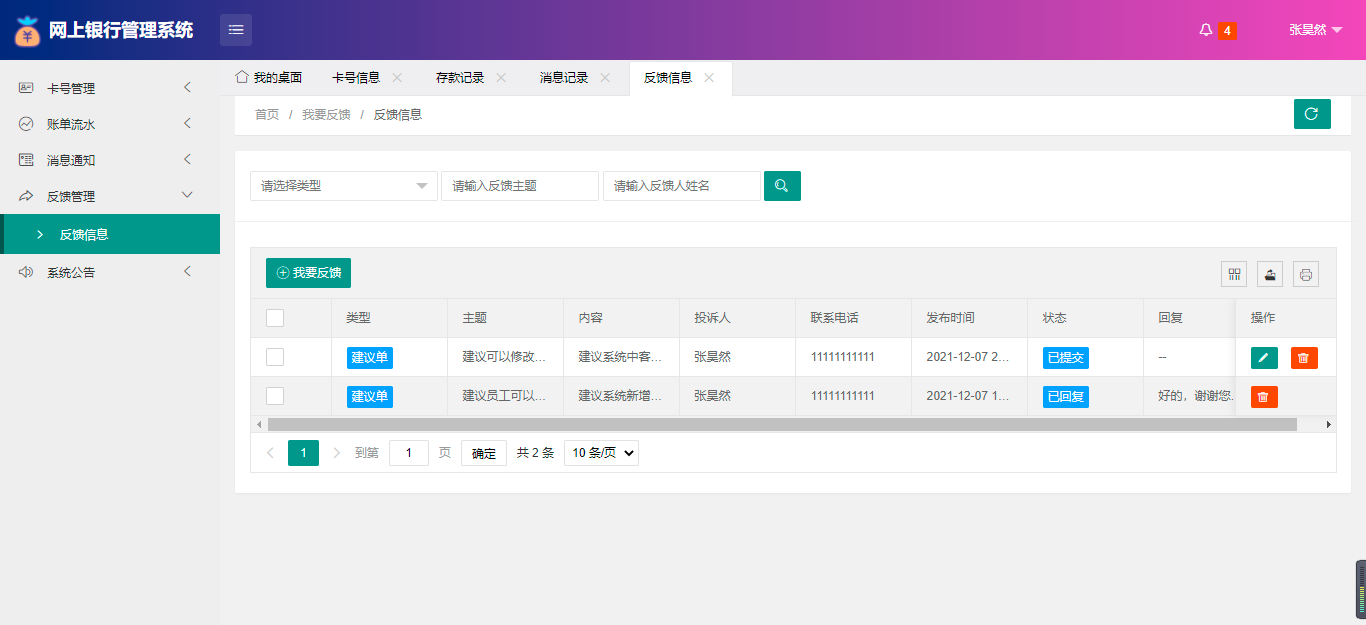 网上银行管理系统
4
张昊然
卡号管理
账单流水
消息通知
反馈管理
反馈信息
系统公告
我的桌面 卡号信息 存款记录 消息记录 反馈信息
首页 / 我要反馈 / 反馈信息
请选择类型 请输入反馈主题 请输入反馈人姓名
我要反馈
类型 主题 内容 投诉人 联系电话 发布时间 状态 回复 操作
建议单 建议可以修改... 建议系统中客... 张昊然 11111111111 2021-12-07 2... 已提交 --
建议单 建议员工可以... 建议系统新增... 张昊然 11111111111 2021-12-07 1... 已回复 好的，谢谢您.
1 到第 1 页 确定 共 2 条 10 条/页